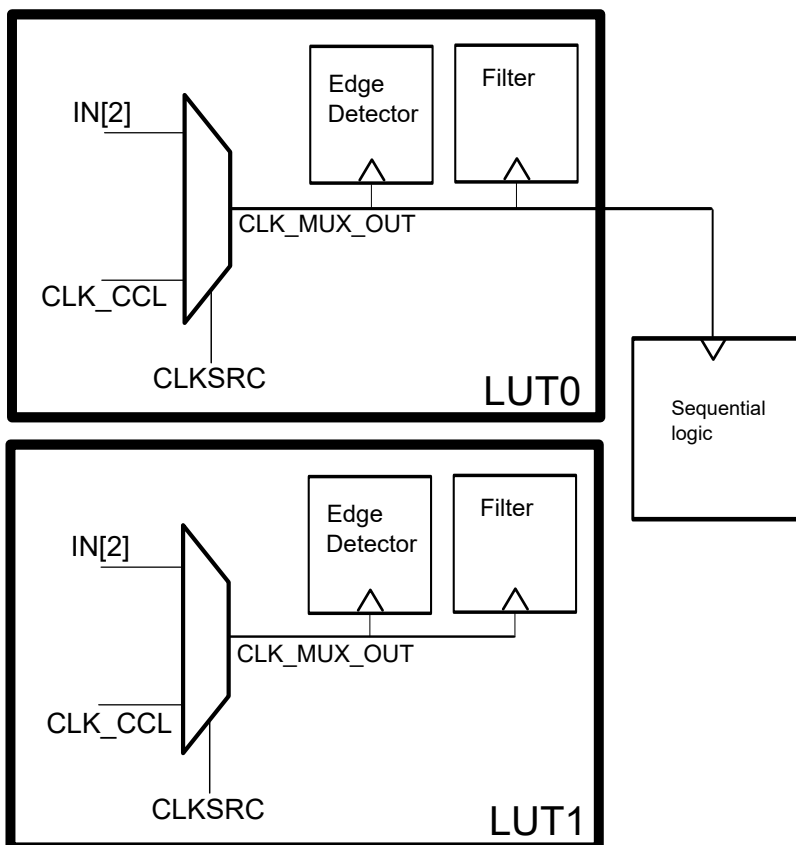 Edge
Detector
Filter
IN[2]
CLK_MUX_OUT
CLK_CCL
CLKSRC
LUT0
Sequential
logic
Edge
Detector
Filter
IN[2]
CLK_MUX_OUT
CLK_CCL
CLKSRC
LUT1